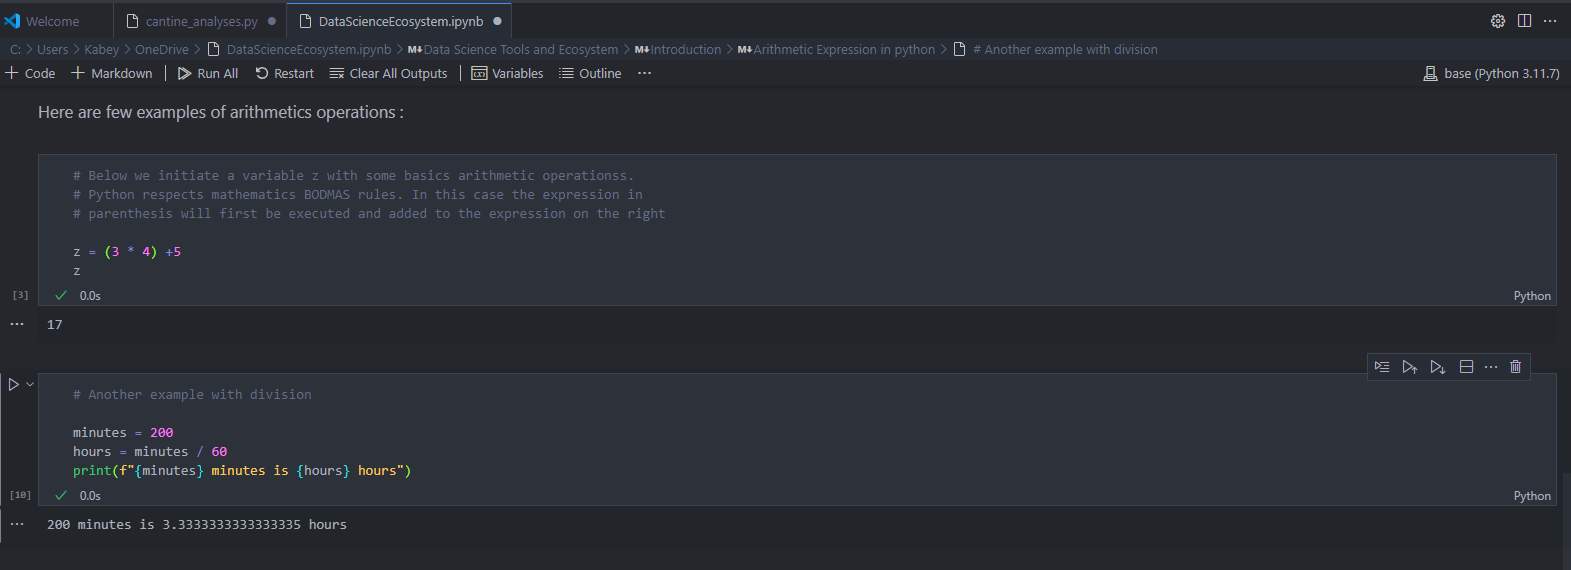 Welcome
cantine_analyses.py
DataScienceEcosystem.ipynb
C: > Users > Kabey > OneDrive > DataScienceEcosystem.ipynb > M↓Data Science Tools and Ecosystem > M↓Introduction > M↓Arithmetic Expression in python > # Another example with division
+ Code + Markdown | Run All Restart Clear All Outputs | Variables Outline ···
base (Python 3.11.7)
Here are few examples of arithmetics operations :
# Below we initiate a variable z with some basics arithmetic operationss.
# Python respects mathematics BODMAS rules. In this case the expression in
# parenthesis will first be executed and added to the expression on the right
z = (3 * 4) +5
z
[3] 0.0s Python
17
# Another example with division
minutes = 200
hours = minutes / 60
print(f"{minutes} minutes is {hours} hours")
[10] 0.0s Python
200 minutes is 3.3333333333333335 hours